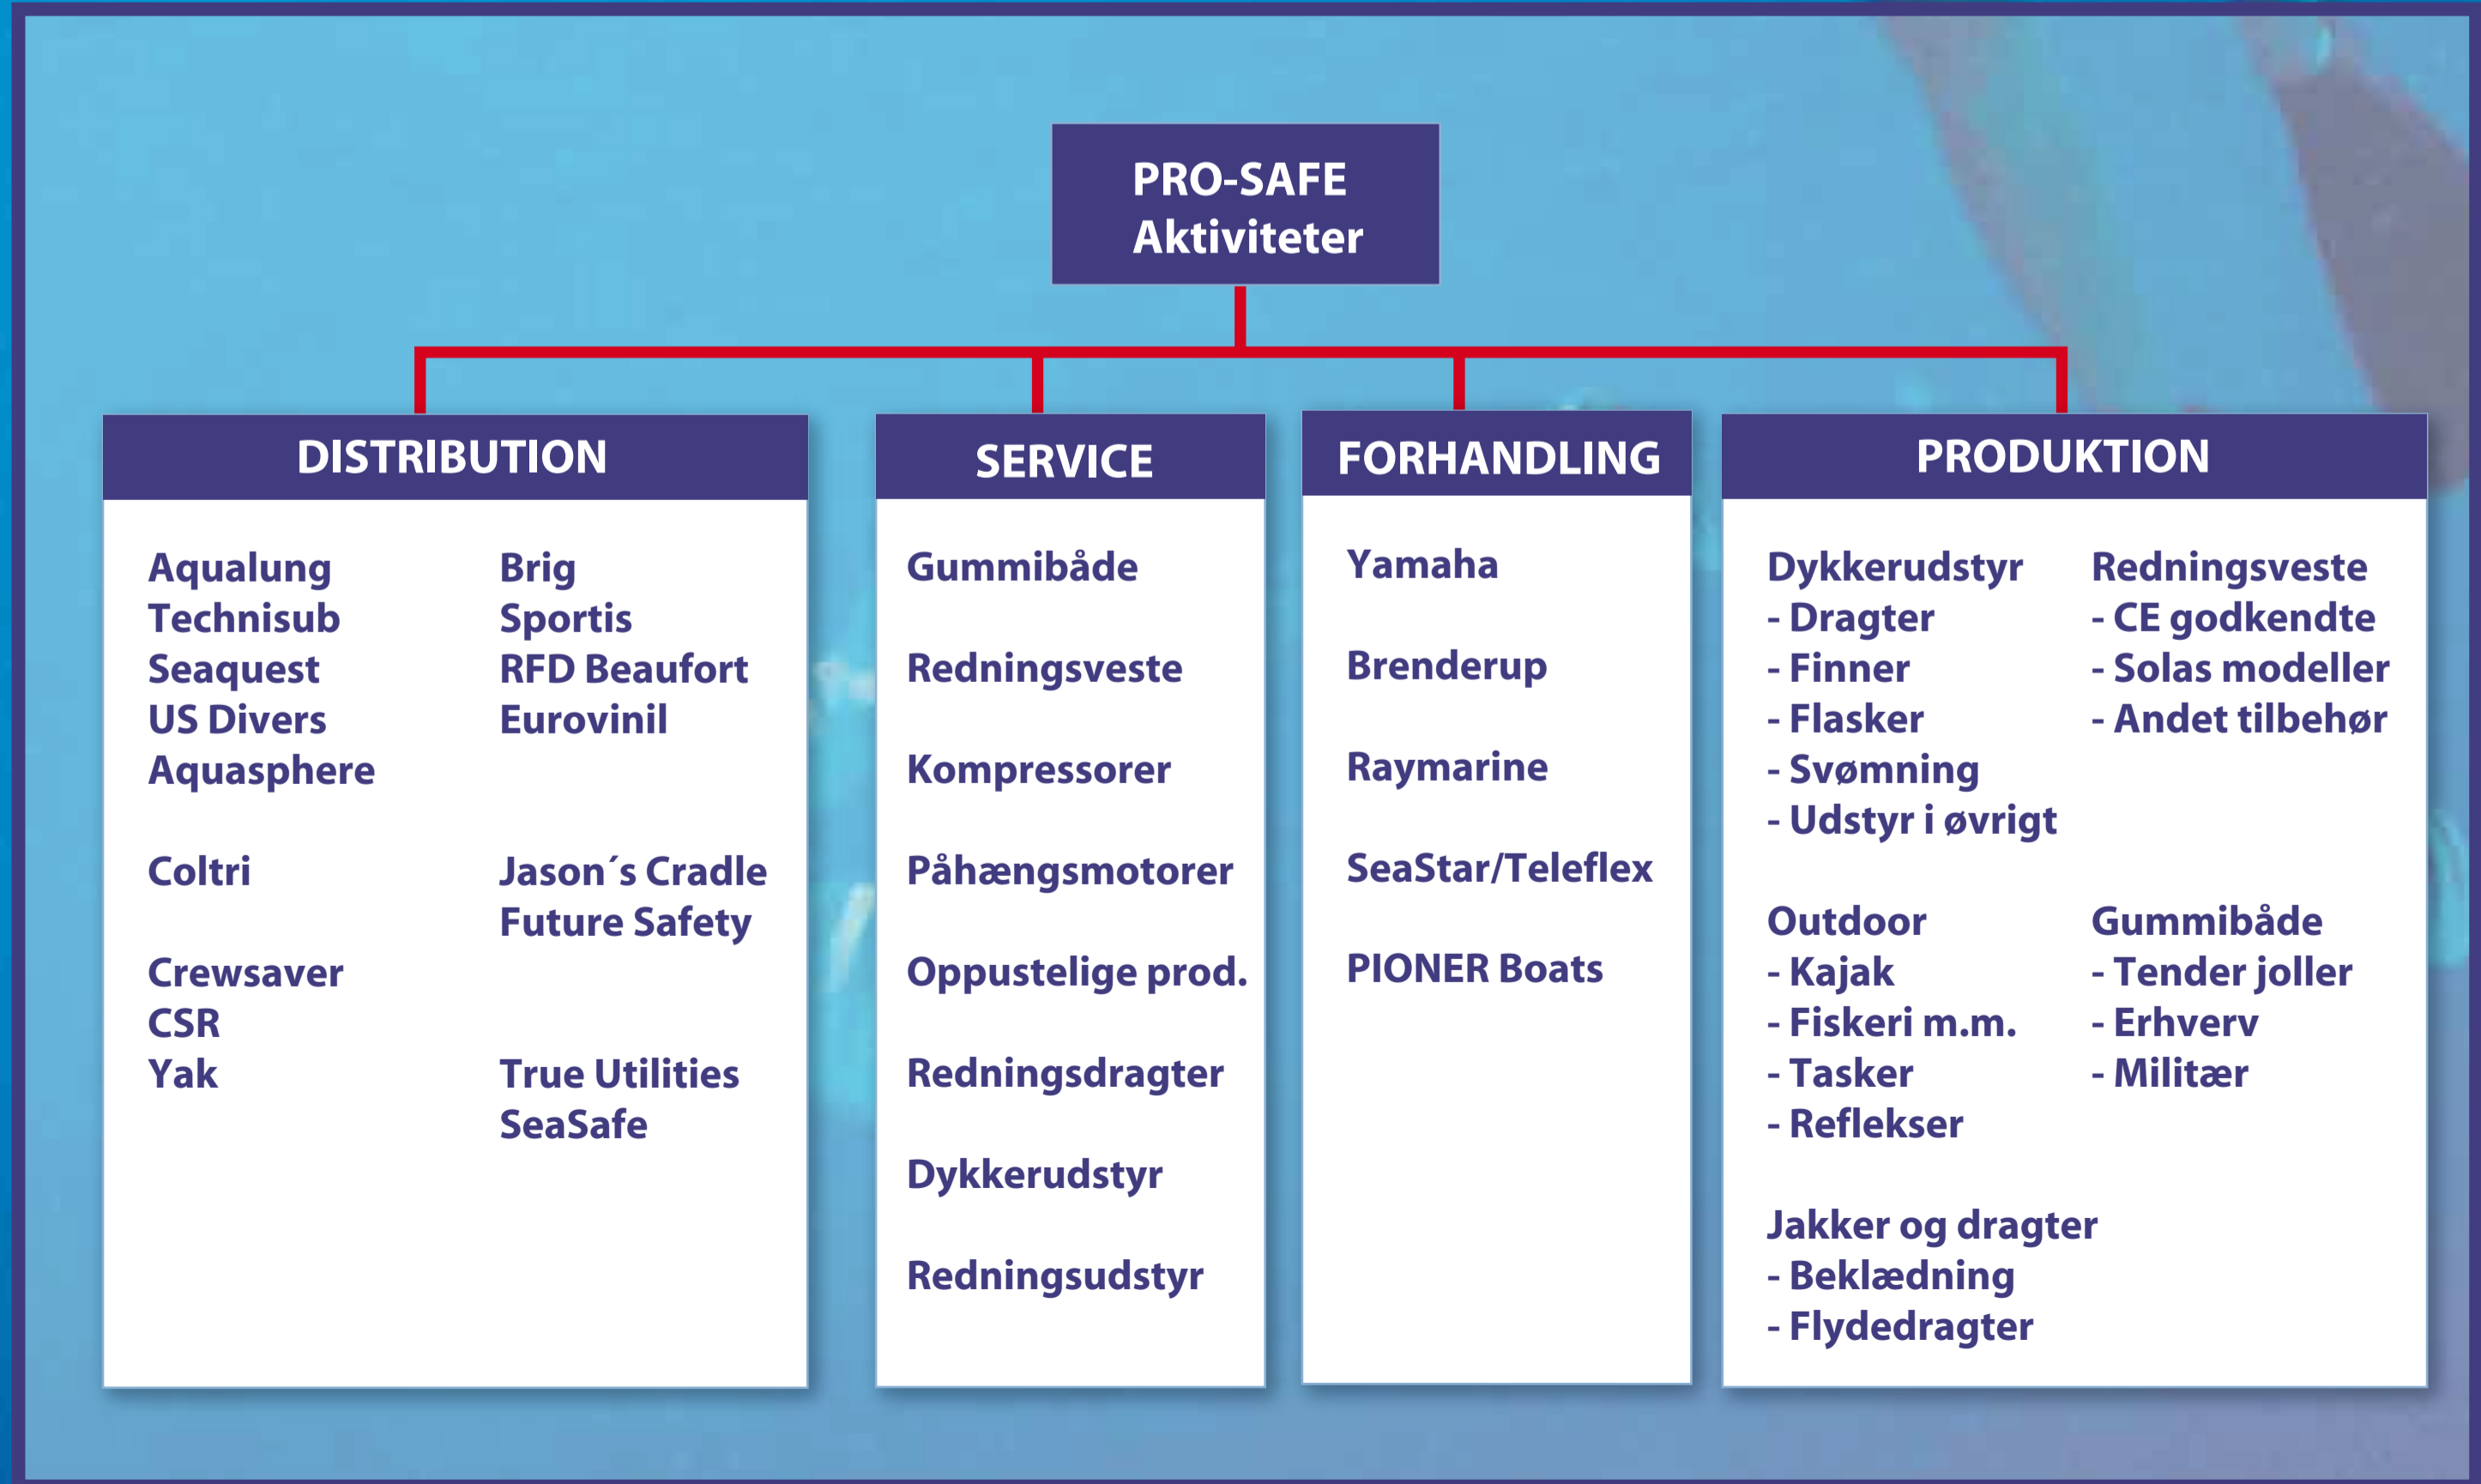 PRO-SAFE
Aktiviteter
DISTRIBUTION
Aqualung
Technisub
Seaquest
US Divers
Aquasphere
Coltri
Crewsaver
CSR
Yak
Brig
Sportis
RFD Beaufort
Eurovinil
Jason´s Cradle
Future Safety
True Utilities
SeaSafe
SERVICE
Gummibåde
Redningsveste
Kompressorer
Påhængsmotorer
Oppustelige prod.
Redningsdragter
Dykkerudstyr
Redningsudstyr
FORHANDLING
Yamaha
Brenderup
Raymarine
SeaStar/Teleflex
PIONER Boats
PRODUKTION
Dykkerudstyr
- Dragter
- Finner
- Flasker
- Svømning
- Udstyr i øvrigt
Outdoor
- Kajak
- Fiskeri m.m.
- Tasker
- Reflekser
Jakker og dragter
- Beklædning
- Flydedragter
Redningsveste
- CE godkendte
- Solas modeller
- Andet tilbehør
Gummibåde
- Tender joller
- Erhverv
- Militær